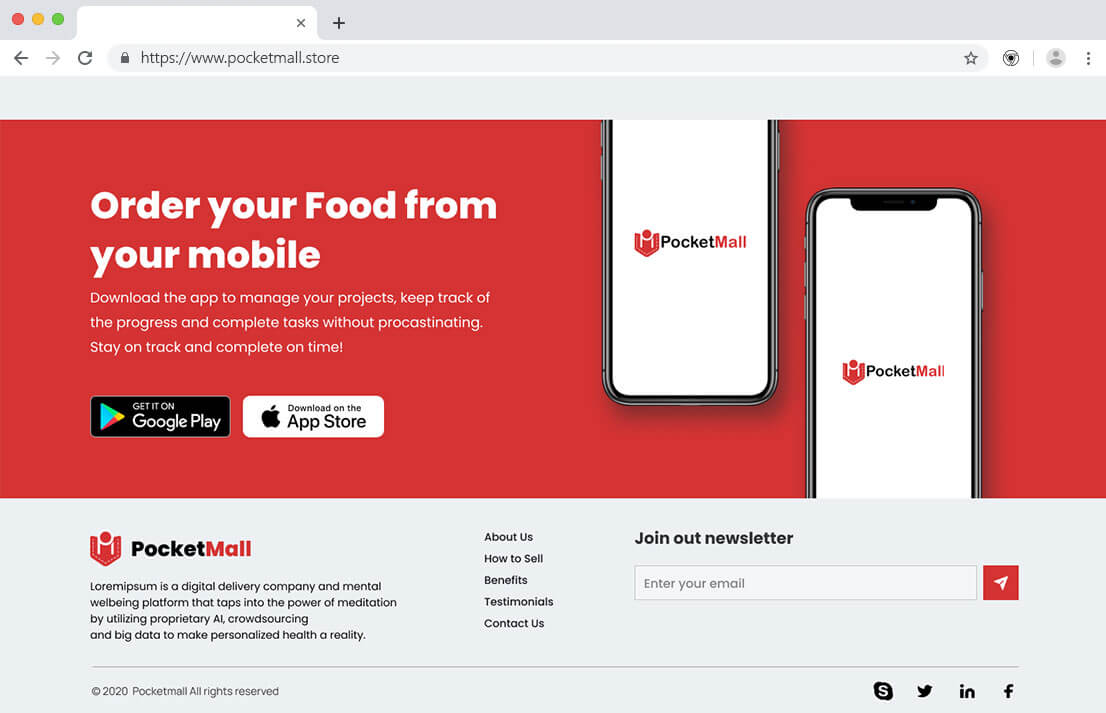 https://www.pocketmall.store
Order your Food from
your mobile
Download the app to manage your projects, keep track of
the progress and complete tasks without procastinating.
Stay on track and complete on time!
GET IT ON
Google Play
Download on the
App Store
PocketMall
PocketMall
PocketMall
Loremipsum is a digital delivery company and mental
welbeing platform that taps into the power of meditation
by utilizing proprietary AI, crowdsourcing
and big data to make personalized health a reality.
About Us
How to Sell
Benefits
Testimonials
Contact Us
Join out newsletter
Enter your email
© 2020 Pocketmall All rights reserved